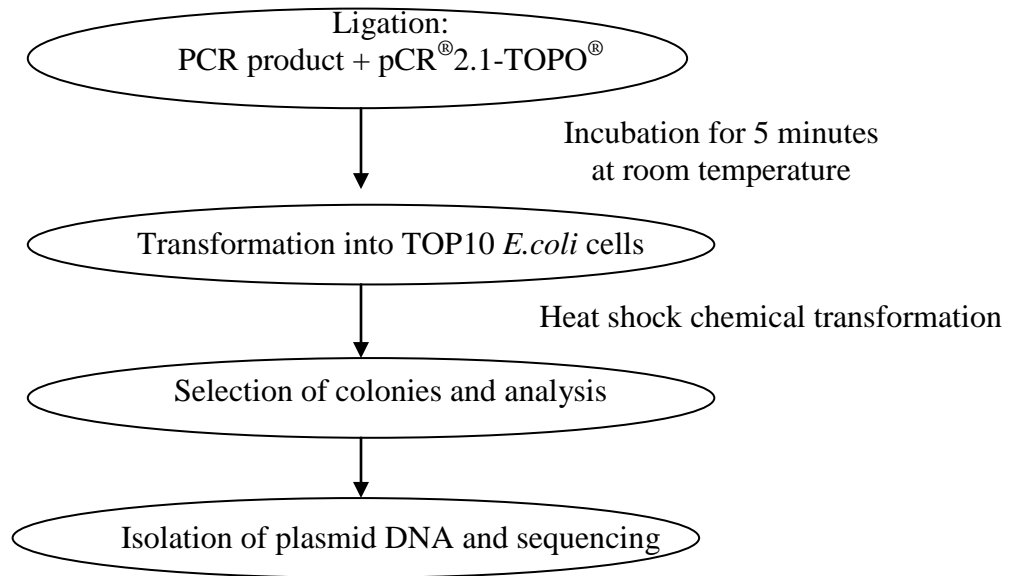 Ligation:
PCR product + pCR®2.1-TOPO®
Incubation for 5 minutes
at room temperature
Transformation into TOP10 E.coli cells
Heat shock chemical transformation
Selection of colonies and analysis
Isolation of plasmid DNA and sequencing